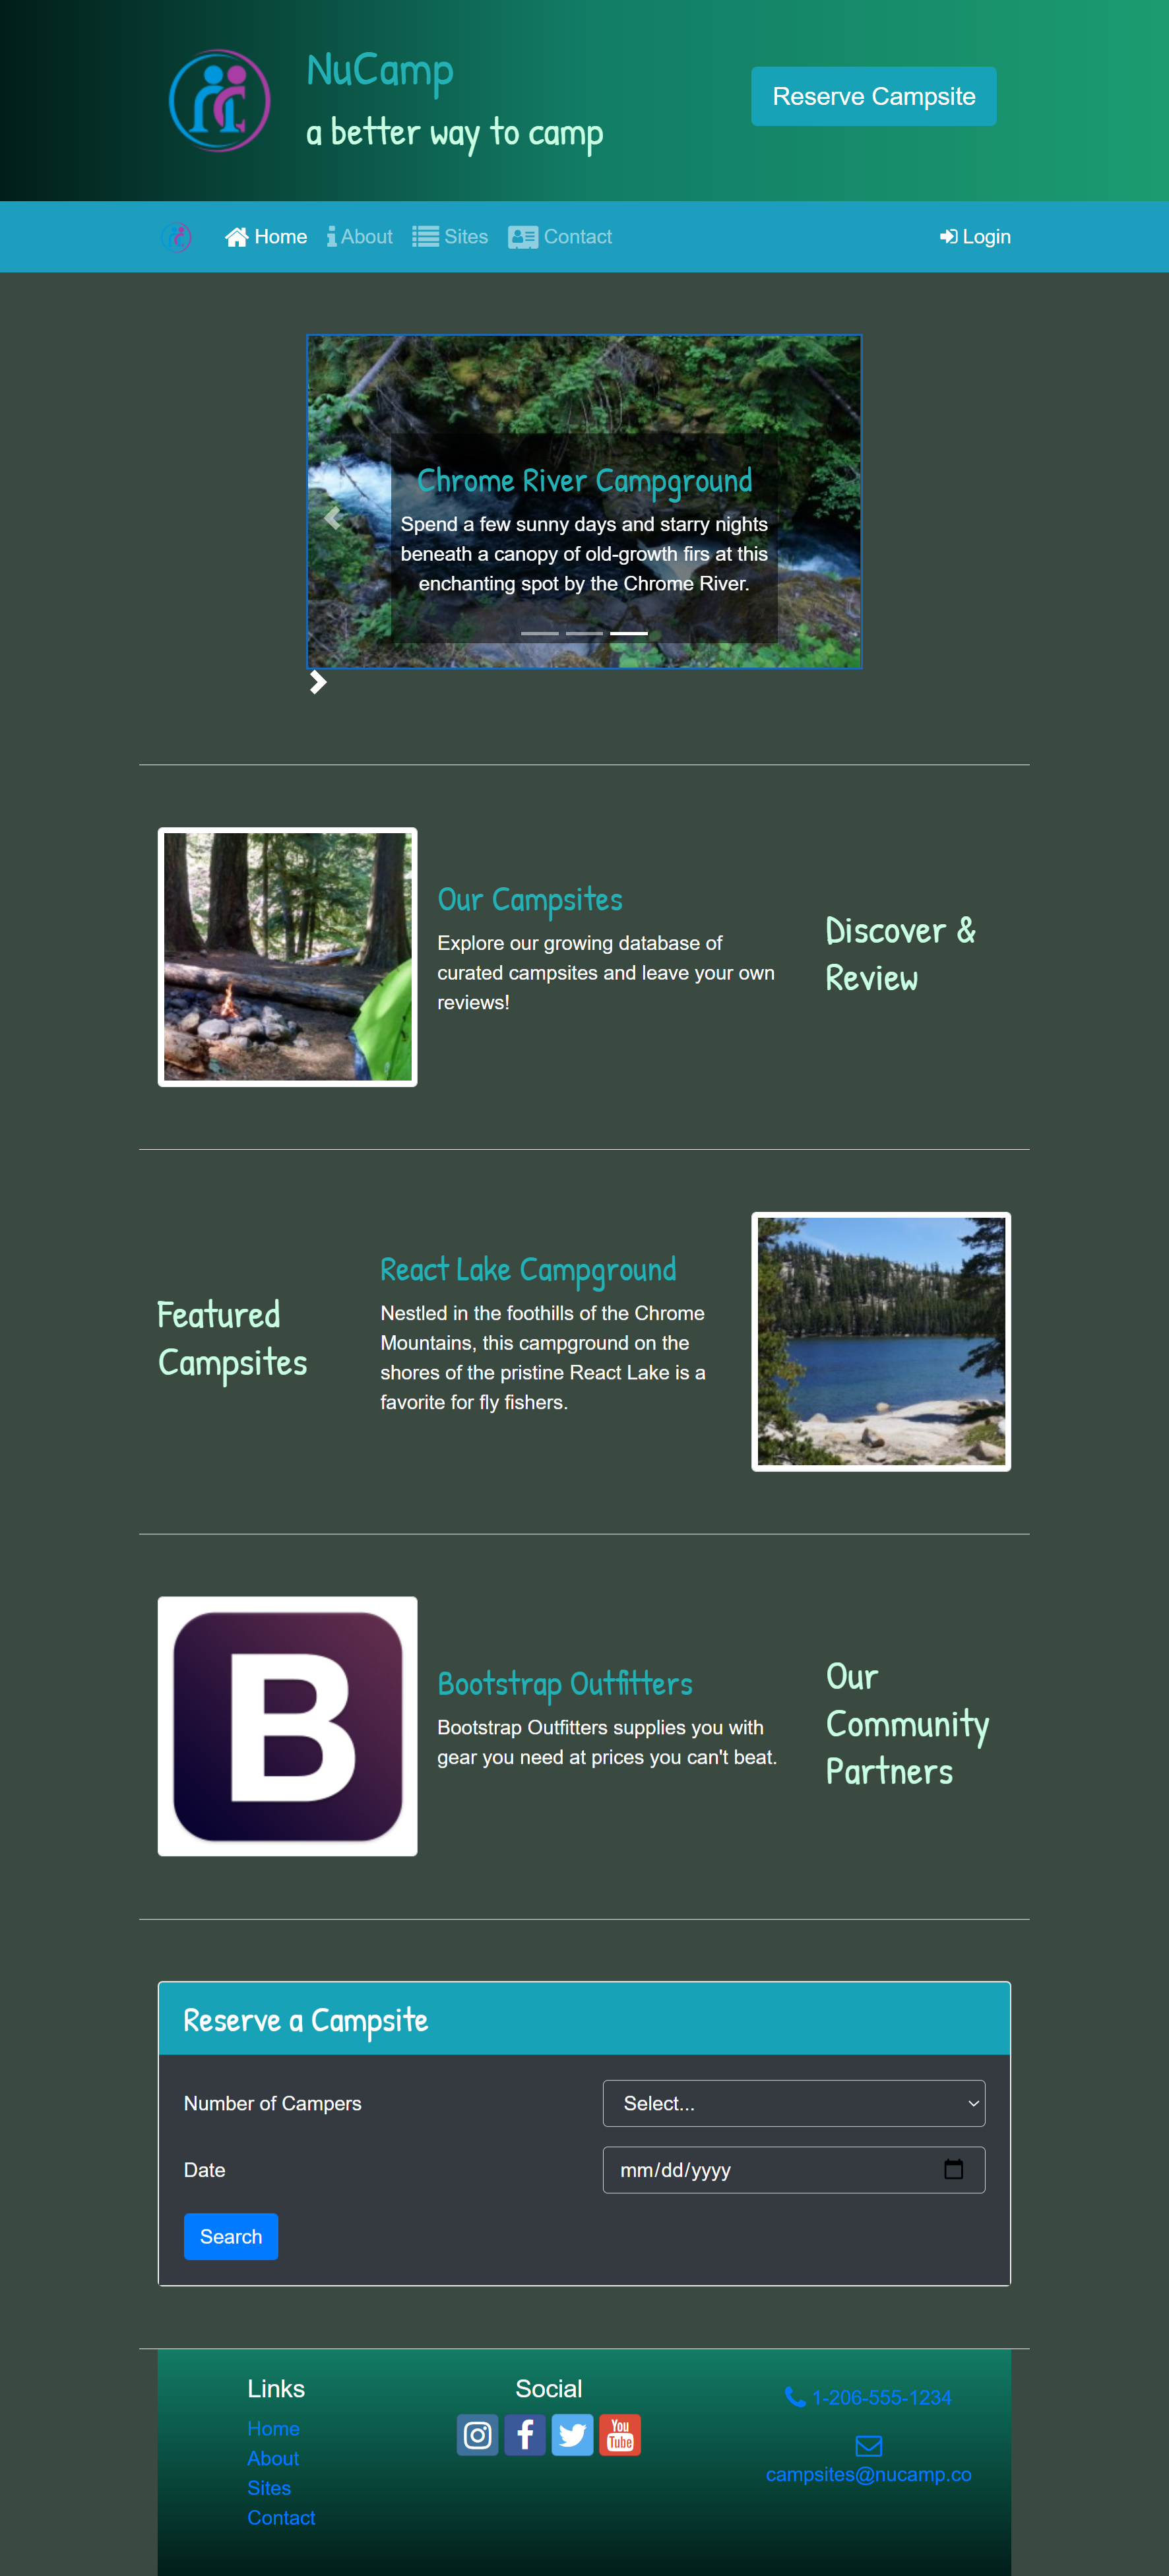 NuCamp
a better way to camp
Reserve Campsite
Home
About
Sites
Contact
Login
Chrome River Campground
Spend a few sunny days and starry nights
beneath a canopy of old-growth firs at this
enchanting spot by the Chrome River.
Our Campsites
Explore our growing database of
curated campsites and leave your own
reviews!
Discover &
Review
Featured
Campsites
React Lake Campground
Nestled in the foothills of the Chrome
Mountains, this campground on the
shores of the pristine React Lake is a
favorite for fly fishers.
B
Bootstrap Outfitters
Bootstrap Outfitters supplies you with
gear you need at prices you can't beat.
Our
Community
Partners
Reserve a Campsite
Number of Campers
Select...
Date
mm/dd/yyyy
Search
Links
Home
About
Sites
Contact
Social
You
Tube
1-206-555-1234
campsites@nucamp.co